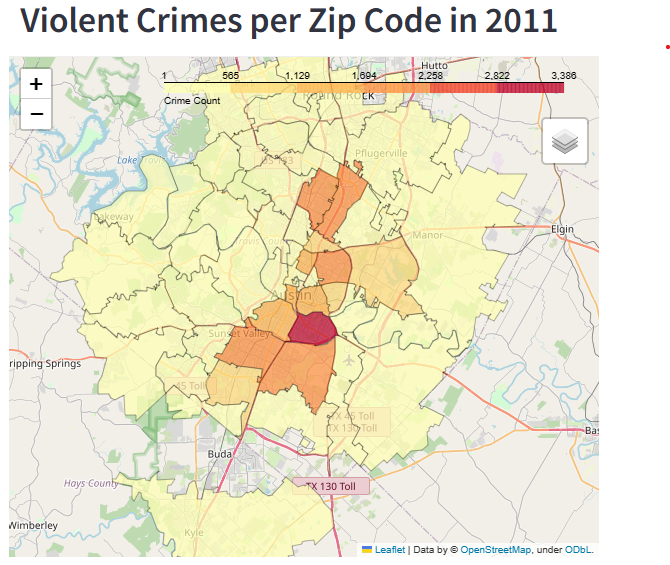 Violent Crimes per Zip Code in 2011
+
−
1 565 1,129 1,694 2,258 2,822 3,386
Crime Count
Hutto
Pflugerville
Lake Travis
Lakeway
Travis County
Manor
Elgin
Austin
Sunset Valley
ripping Springs
45 Toll
TX 45 Toll
TX 130 Toll
Buda
Bas
Hays County
TX 130 Toll
Wimberley
Kyle
Leaflet | Data by © OpenStreetMap, under ODbL.